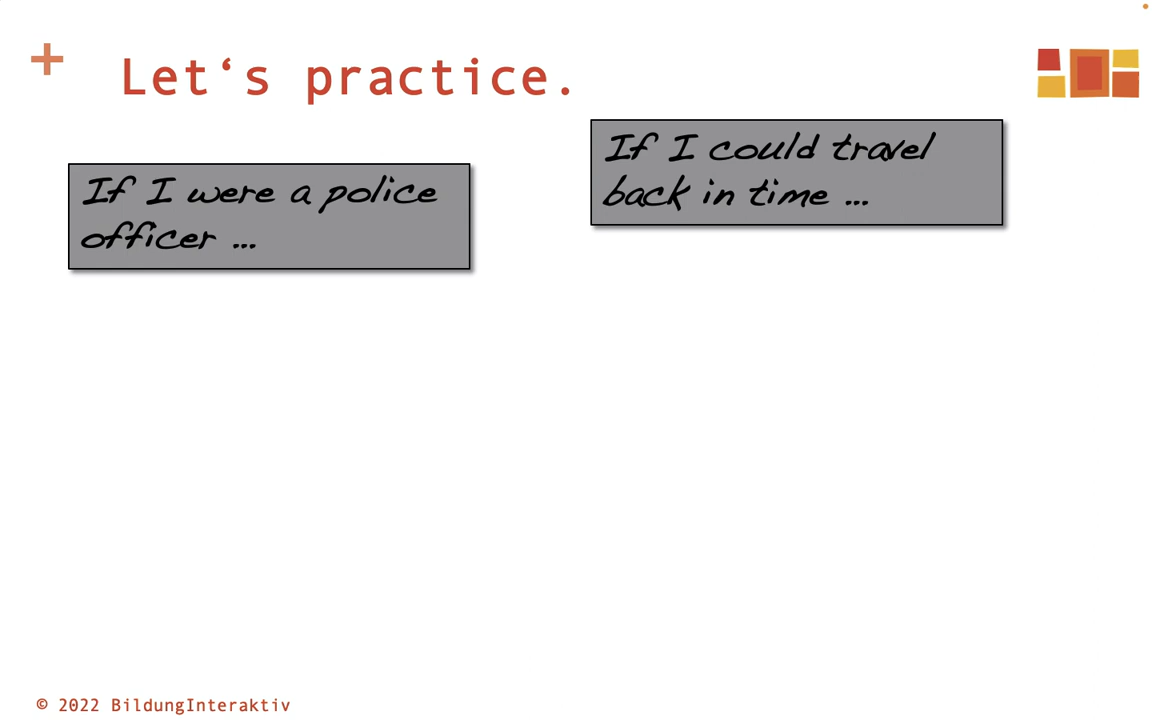 Let‘s practice.
If I could travel
back in time ...
If I were a police
officer ...
© 2022 BildungInteraktiv